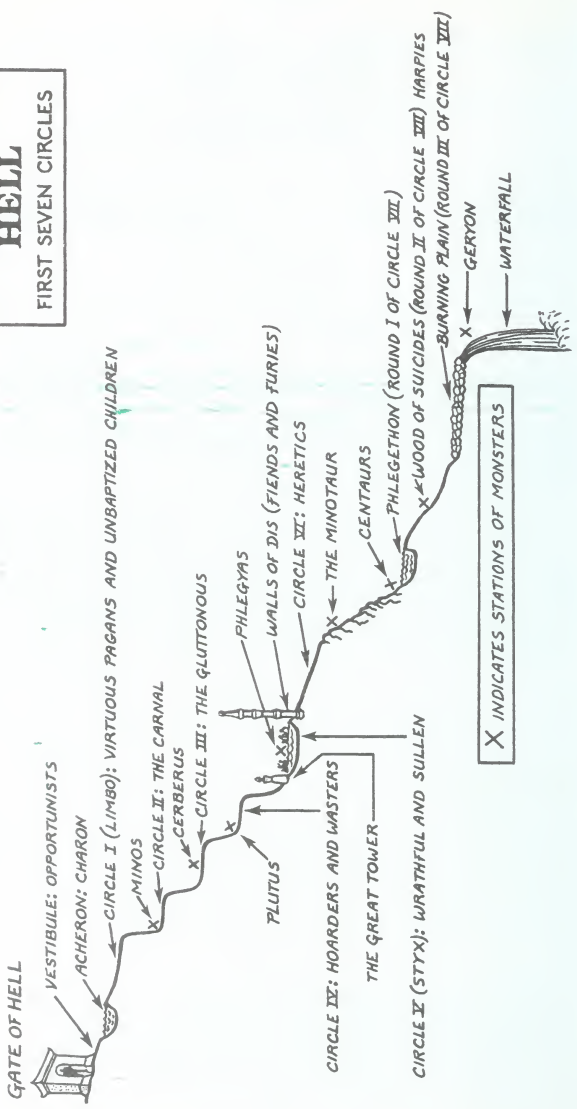 HELL
FIRST SEVEN CIRCLES
GATE OF HELL
VESTIBULE: OPPORTUNISTS
ACHERON: CHARON
CIRCLE I (LIMBO): VIRTUOUS PAGANS AND UNBAPTIZED CHILDREN
MINOS
CIRCLE II: THE CARNAL
CERBERUS
CIRCLE III: THE GLUTTONOUS
PLUTUS
CIRCLE IV: HOARDERS AND WASTERS
THE GREAT TOWER
CIRCLE V (STYX): WRATHFUL AND SULLEN
PHLEGYAS
WALLS OF DIS (FIENDS AND FURIES)
CIRCLE VI: HERETICS
THE MINOTAUR
CENTAURS
PHLEGETHON (ROUND I OF CIRCLE VII)
WOOD OF SUICIDES (ROUND II OF CIRCLE VII) HARPIES
BURNING PLAIN (ROUND III OF CIRCLE VII)
GERYON
WATERFALL
X INDICATES STATIONS OF MONSTERS